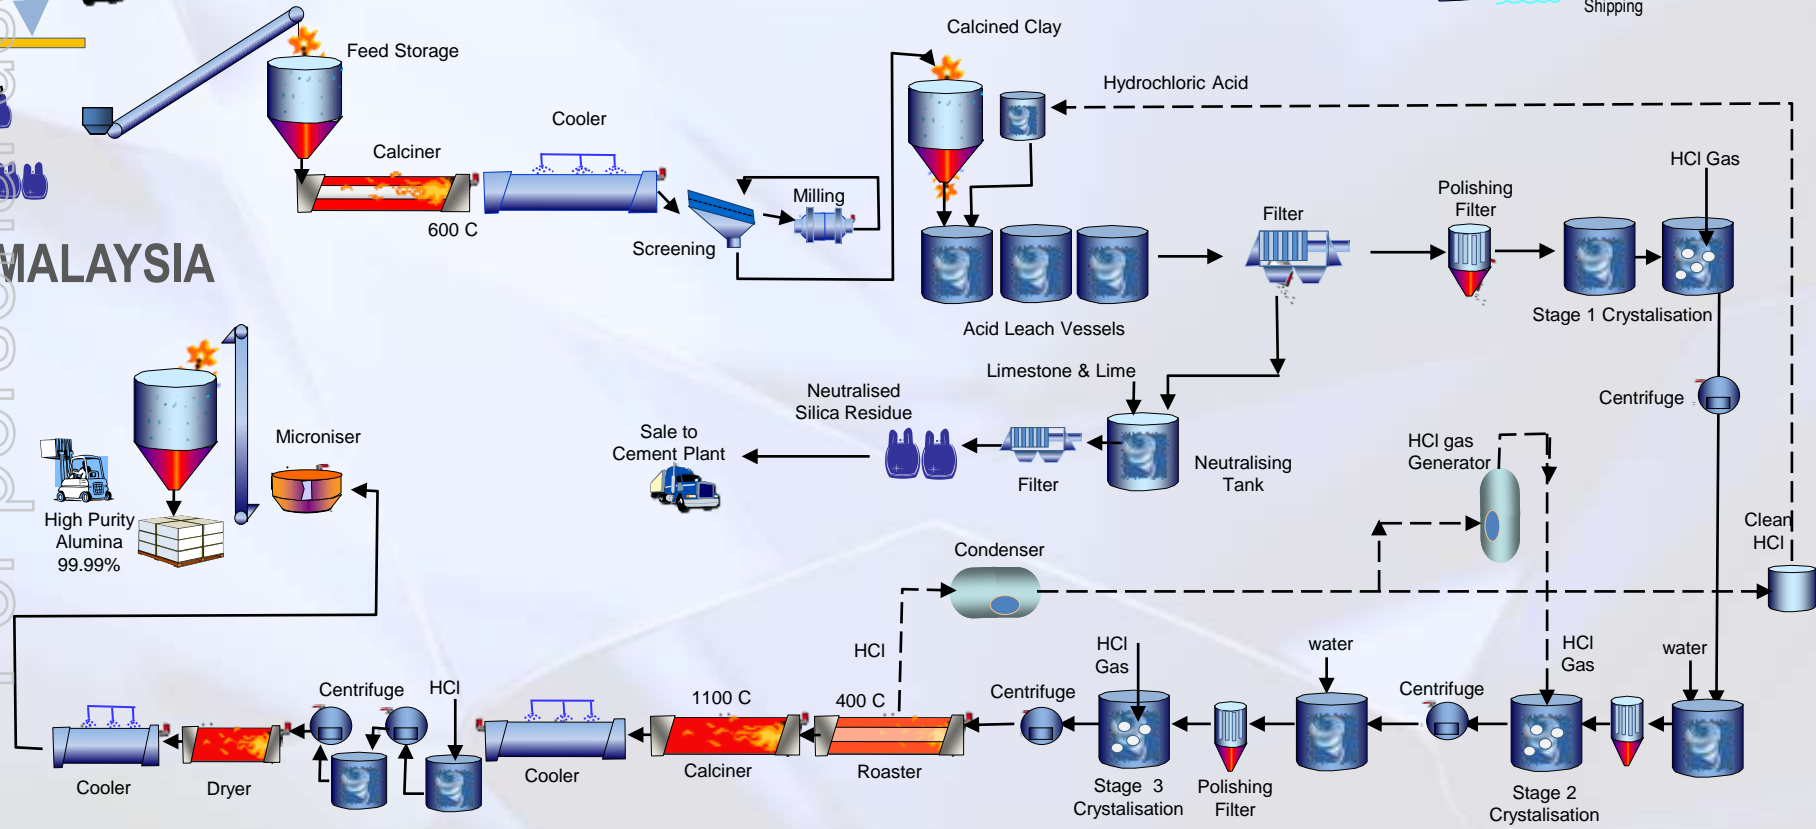 Shipping
Calcined Clay
Feed Storage
Hydrochloric Acid
Cooler
Calciner
HCl Gas
Polishing
Filter
Milling
Filter
600 C
Screening
MALAYSIA
Stage 1 Crystalisation
Acid Leach Vessels
Limestone & Lime
Neutralised
Silica Residue
Centrifuge
Sale to
Cement Plant
Microniser
HCl gas
Generator
Neutralising
Tank
Filter
High Purity
Alumina
99.99%
Clean
HCl
Condenser
HCl
HCl
Gas
water
HCl
Gas
water
Centrifuge
HCl
1100 C
400 C
Centrifuge
Centrifuge
Cooler
Dryer
Cooler
Calciner
Roaster
Stage 3
Crystalisation
Polishing
Filter
Stage 2
Crystalisation